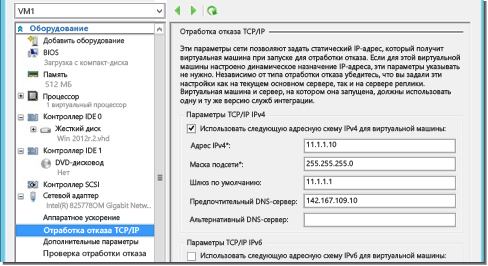 VM1
Оборудование
Добавить оборудование
BIOS
Загрузка с компакт-диска
Память
512 МБ
Процессор
1 виртуальный процессор
Контроллер IDE 0
Жесткий диск
Win 2012r.2.vhd
Контроллер IDE 1
DVD-дисковод
Нет
Контроллер SCSI
Сетевой адаптер
Intel(R) 82577BOM Gigabit Netw...
Аппаратное ускорение
Отработка отказа TCP/IP
Дополнительные параметры
Проверка отработки отказа
Отработка отказа TCP/IP
Эти параметры сети позволяют задать статический IP-адрес, который получит
виртуальная машина при запуске для отработки отказа. Если для этой виртуальной
машины настроено динамическое назначение IP-адреса, эти параметры указывать
не нужно. Независимо от типа отработки отказа убедитесь, что вы задали эти
настройки как на текущем основном сервере, так и на сервере реплики.
Виртуальная машина и сервер, на котором она запущена, должны использовать
одну и ту же версию служб интеграции.
Параметры TCP/IP IPv4
Использовать следующую адресную схему IPv4 для виртуальной машины:
Адрес IPv4*:
11.1.1.10
Маска подсети*:
255.255.255.0
Шлюз по умолчанию:
11.1.1.1
Предпочтительный DNS-сервер:
142.167.109.10
Альтернативный DNS-сервер:
Параметры TCP/IP IPv6
Использовать следующую адресную схему IPv6 для виртуальной машины: